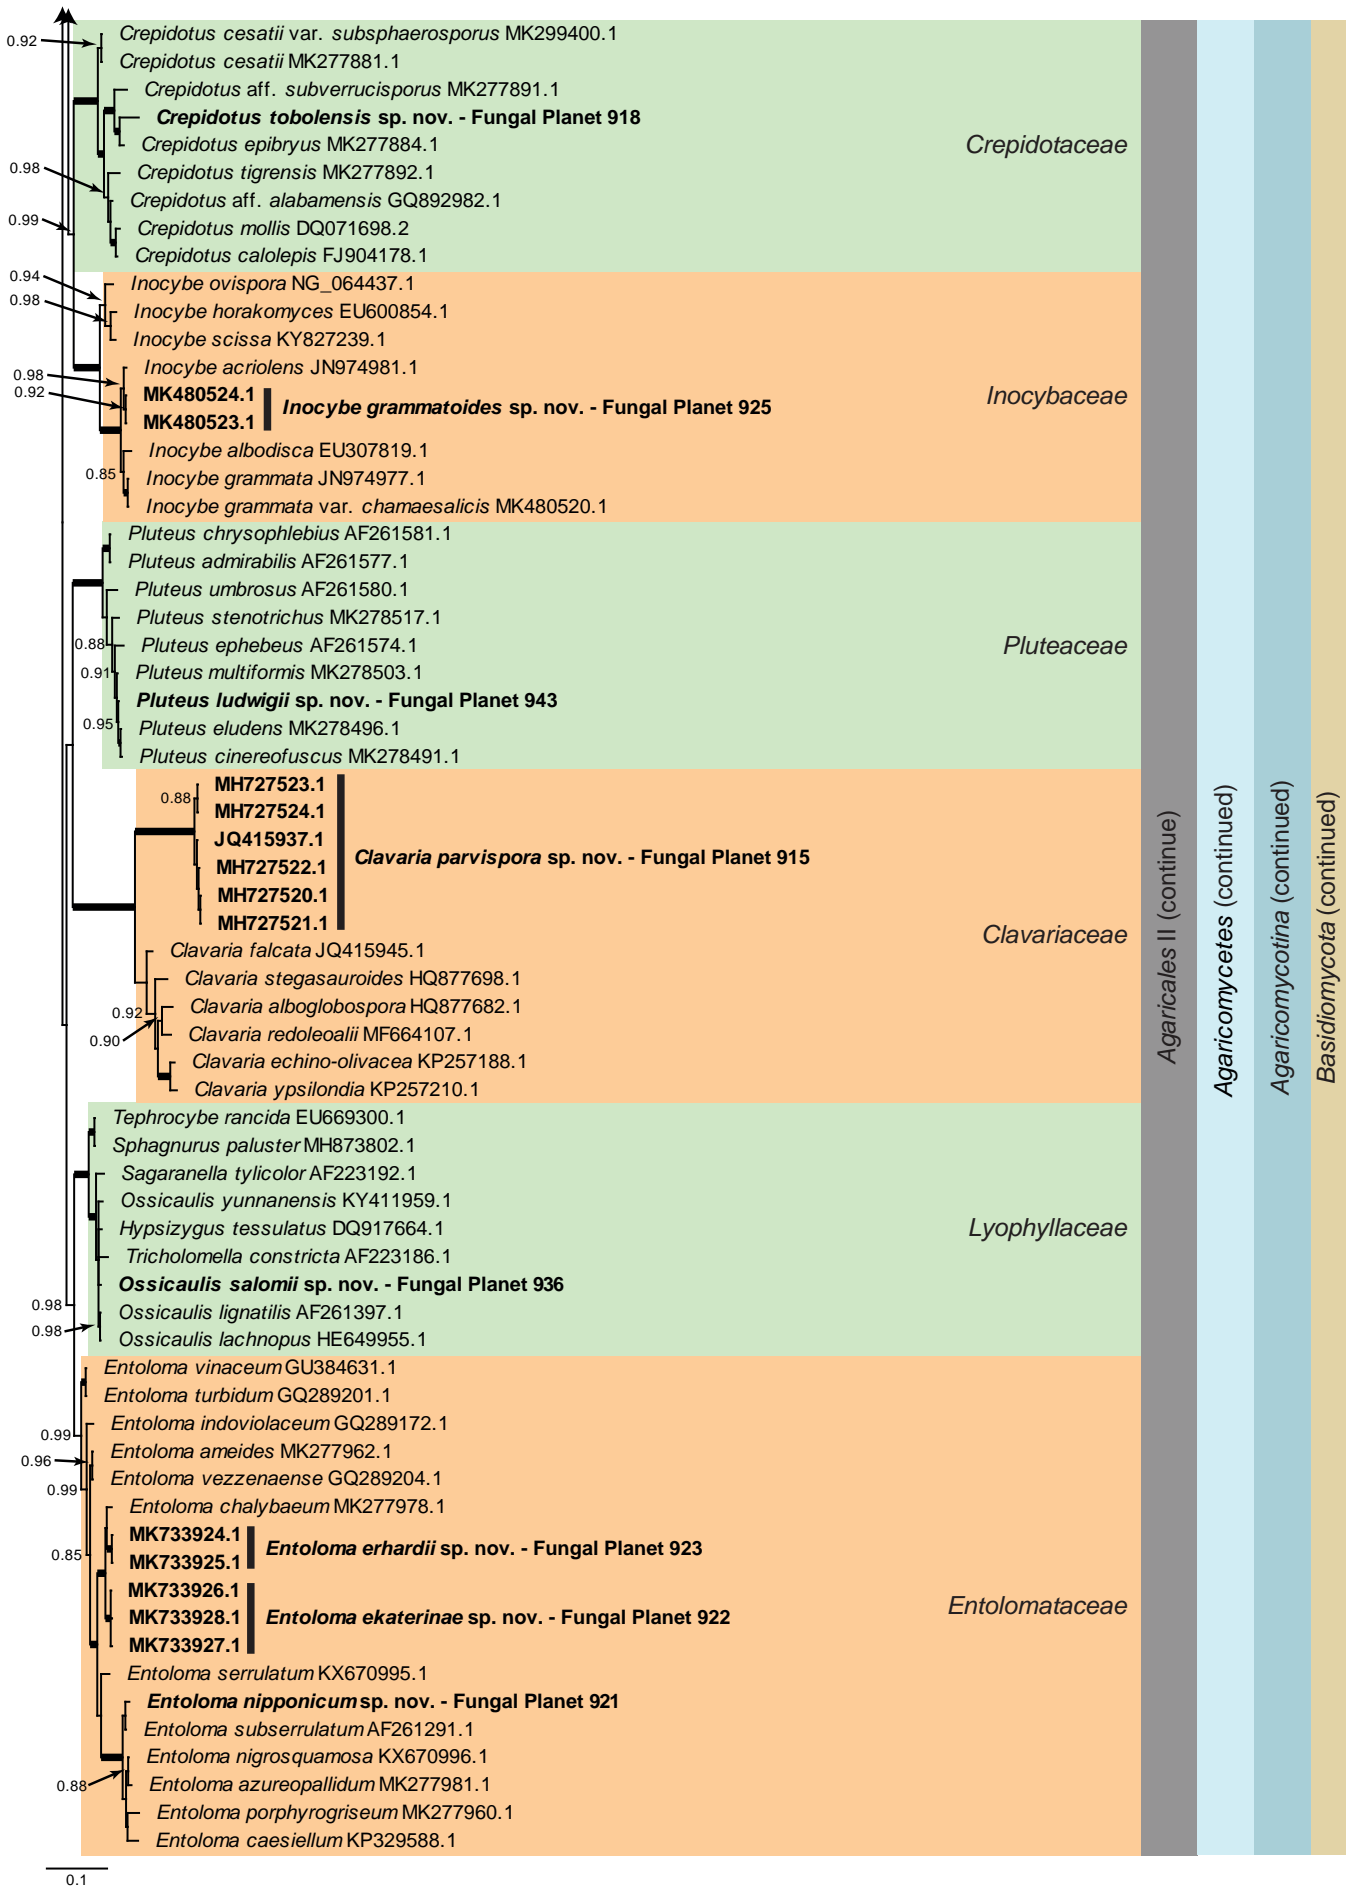 0.92
Crepidotus cesatii var. subsphaerosporus MK299400.1
Crepidotus cesatii MK277881.1
Crepidotus aff. subverrucisporus MK277891.1
Crepidotus tobolensis sp. nov. - Fungal Planet 918
Crepidotus epibryus MK277884.1
Crepidotaceae
0.98
Crepidotus tigrensis MK277892.1
Crepidotus aff. alabamensis GQ892982.1
0.99
Crepidotus mollis DQ071698.2
Crepidotus calolepis FJ904178.1
0.94
Inocybe ovispora NG_064437.1
0.98
Inocybe horakomyces EU600854.1
Inocybe scissa KY827239.1
Inocybe acriolens JN974981.1
0.98
0.92
MK480524.1
MK480523.1
Inocybe grammatoides sp. nov. - Fungal Planet 925
Inocybaceae
Inocybe albodisca EU307819.1
0.85
Inocybe grammata JN974977.1
Inocybe grammata var. chamaesalicis MK480520.1
Pluteus chrysophlebius AF261581.1
Pluteus admirabilis AF261577.1
Pluteus umbrosus AF261580.1
Pluteus stenotrichus MK278517.1
0.88
Pluteus ephebeus AF261574.1
Pluteaceae
0.91
Pluteus multiformis MK278503.1
Pluteus ludwigii sp. nov. - Fungal Planet 943
0.95
Pluteus eludens MK278496.1
Pluteus cinereofuscus MK278491.1
0.88
MH727523.1
MH727524.1
JQ415937.1
MH727522.1
MH727520.1
MH727521.1
Clavaria parvispora sp. nov. - Fungal Planet 915
Clavariaceae
Clavaria falcata JQ415945.1
Clavaria stegasauroides HQ877698.1
0.92
Clavaria alboglobospora HQ877682.1
0.90
Clavaria redoleoalii MF664107.1
Clavaria echino-olivacea KP257188.1
Clavaria ypsilondia KP257210.1
Tephrocybe rancida EU669300.1
Sphagnurus paluster MH873802.1
Sagaranella tylicolor AF223192.1
Ossicaulis yunnanensis KY411959.1
Hypsizygus tessulatus DQ917664.1
Lyophyllaceae
Tricholomella constricta AF223186.1
Ossicaulis salomii sp. nov. - Fungal Planet 936
0.98
Ossicaulis lignatilis AF261397.1
0.98
Ossicaulis lachnopus HE649955.1
Entoloma vinaceum GU384631.1
Entoloma turbidum GQ289201.1
Entoloma indoviolaceum GQ289172.1
0.99
Entoloma ameides MK277962.1
0.96
Entoloma vezzenaense GQ289204.1
0.99
Entoloma chalybaeum MK277978.1
MK733924.1
MK733925.1
Entoloma erhardii sp. nov. - Fungal Planet 923
0.85
MK733926.1
MK733928.1
MK733927.1
Entoloma ekaterinae sp. nov. - Fungal Planet 922
Entolomataceae
Entoloma serrulatum KX670995.1
Entoloma nipponicum sp. nov. - Fungal Planet 921
Entoloma subserrulatum AF261291.1
Entoloma nigrosquamosa KX670996.1
0.88
Entoloma azureopallidum MK277981.1
Entoloma porphyrogriseum MK277960.1
Entoloma caesiellum KP329588.1
0.1
Agaricales II (continue)
Agaricomycetes (continued)
Agaricomycotina (continued)
Basidiomycota (continued)